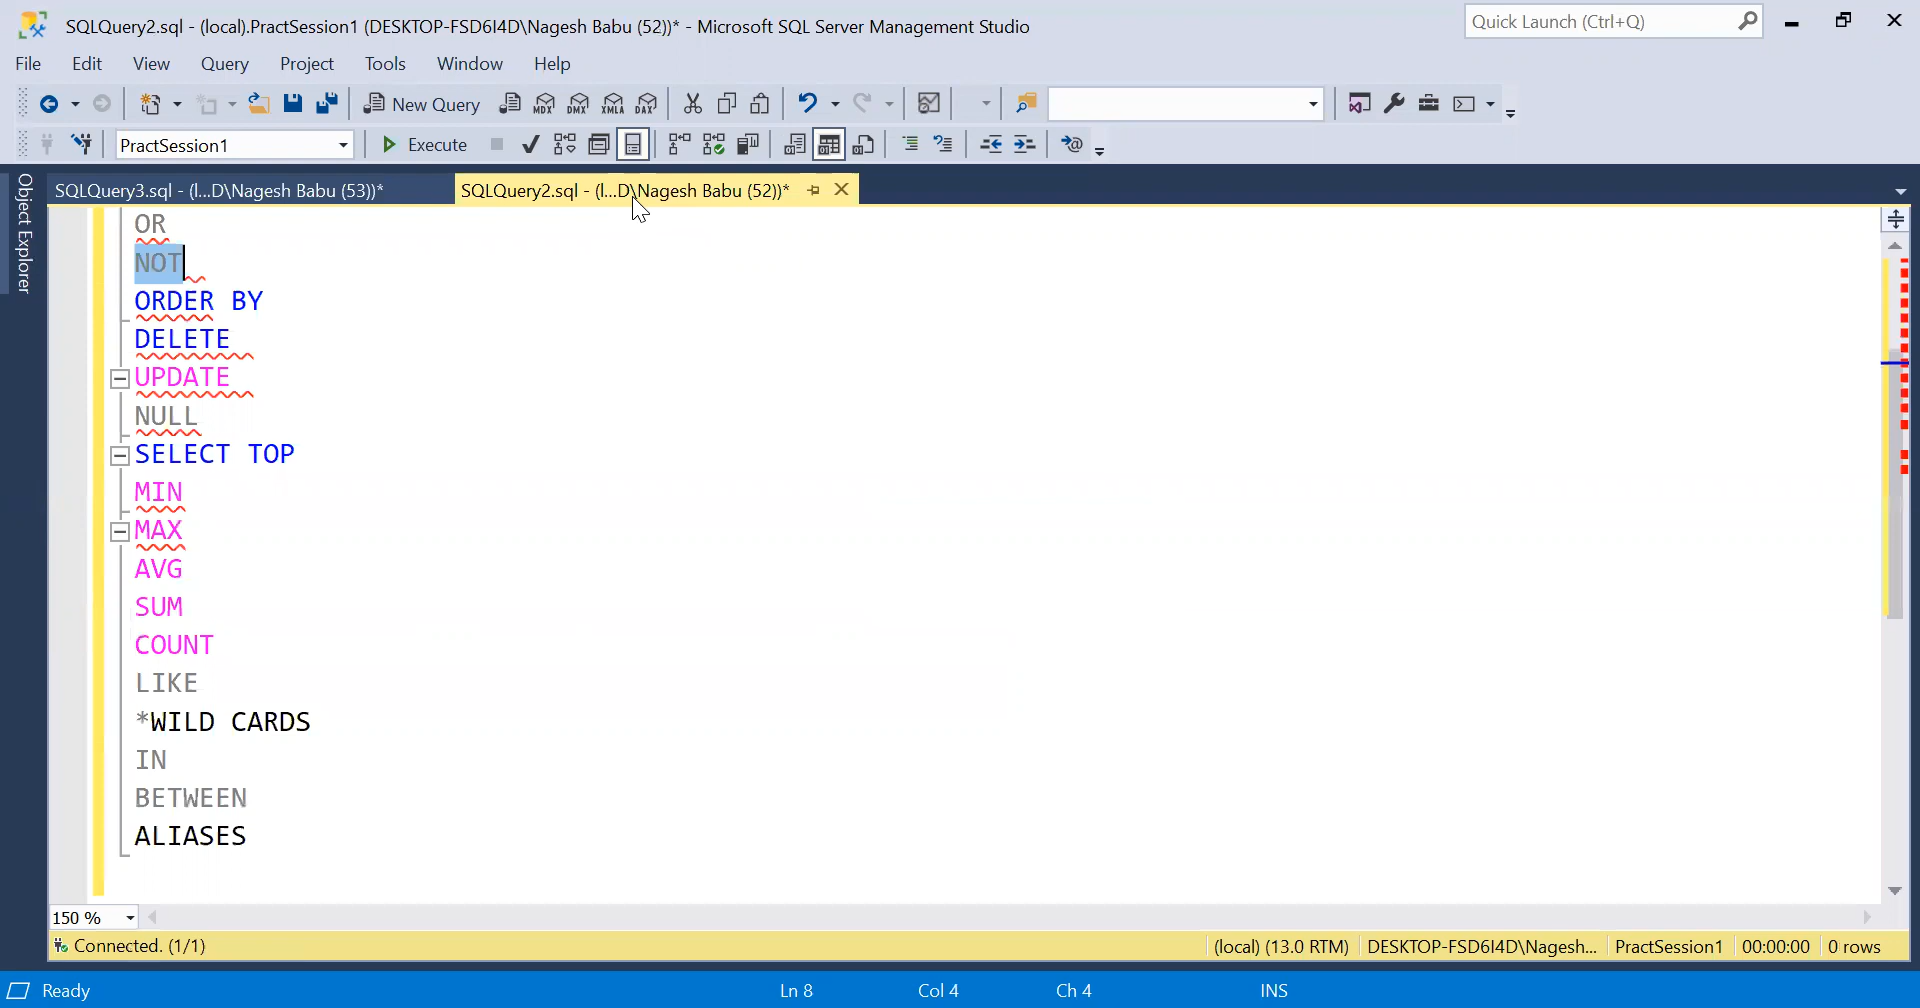 SQLQuery2.sql - (local).PractSession1 (DESKTOP-FSD6I4D\Nagesh Babu (52))* - Microsoft SQL Server Management Studio
Quick Launch (Ctrl+Q)
File Edit View Query Project Tools Window Help
New Query MDX DMX XMLA DAX
PractSession1 Execute
Object Explorer
SQLQuery3.sql - (l...D\Nagesh Babu (53))* SQLQuery2.sql - (l...D\Nagesh Babu (52))*
OR
NOT
ORDER BY
DELETE
UPDATE
NULL
SELECT TOP
MIN
MAX
AVG
SUM
COUNT
LIKE
*WILD CARDS
IN
BETWEEN
ALIASES
150 %
Connected. (1/1) (local) (13.0 RTM) DESKTOP-FSD6I4D\Nagesh... PractSession1 00:00:00 0 rows
Ready Ln 8 Col 4 Ch 4 INS